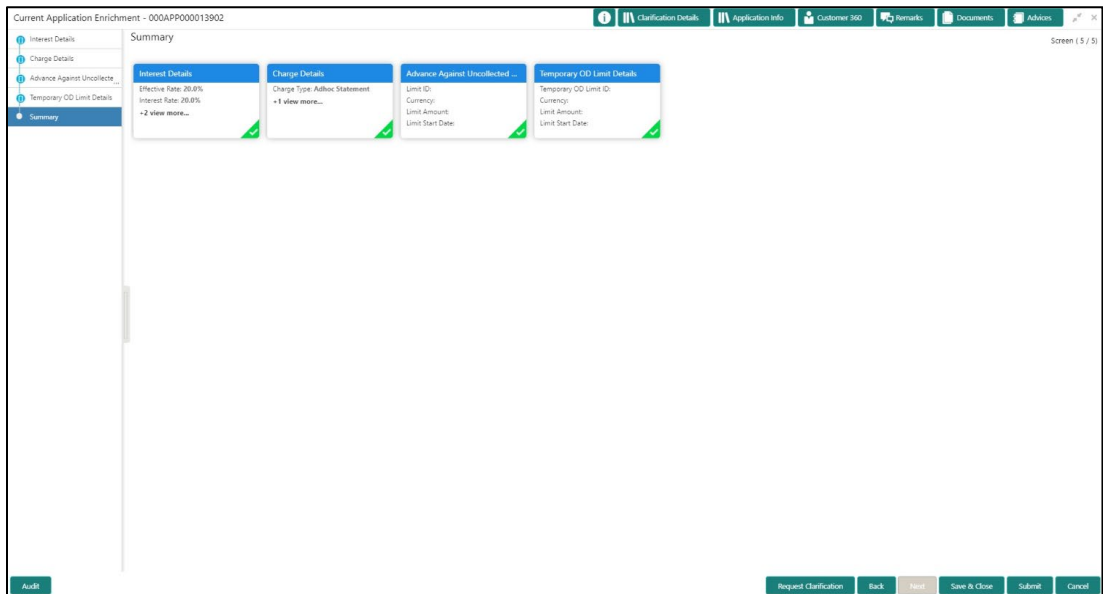 Current Application Enrichment - 000APP000013902
Clarification Details
Application Info
Customer 360
Remarks
Documents
Advices
Interest Details
Charge Details
Advance Against Uncollecte...
Temporary OD Limit Details
Summary
Summary
Screen ( 5 / 5)
Interest Details
Effective Rate: 20.0%
Interest Rate: 20.0%
+2 view more...
Charge Details
Charge Type: Adhoc Statement
+1 view more...
Advance Against Uncollected ...
Limit ID:
Currency:
Limit Amount:
Limit Start Date:
Temporary OD Limit Details
Temporary OD Limit ID:
Currency:
Limit Amount:
Limit Start Date:
Audit
Request Clarification
Back
Next
Save & Close
Submit
Cancel